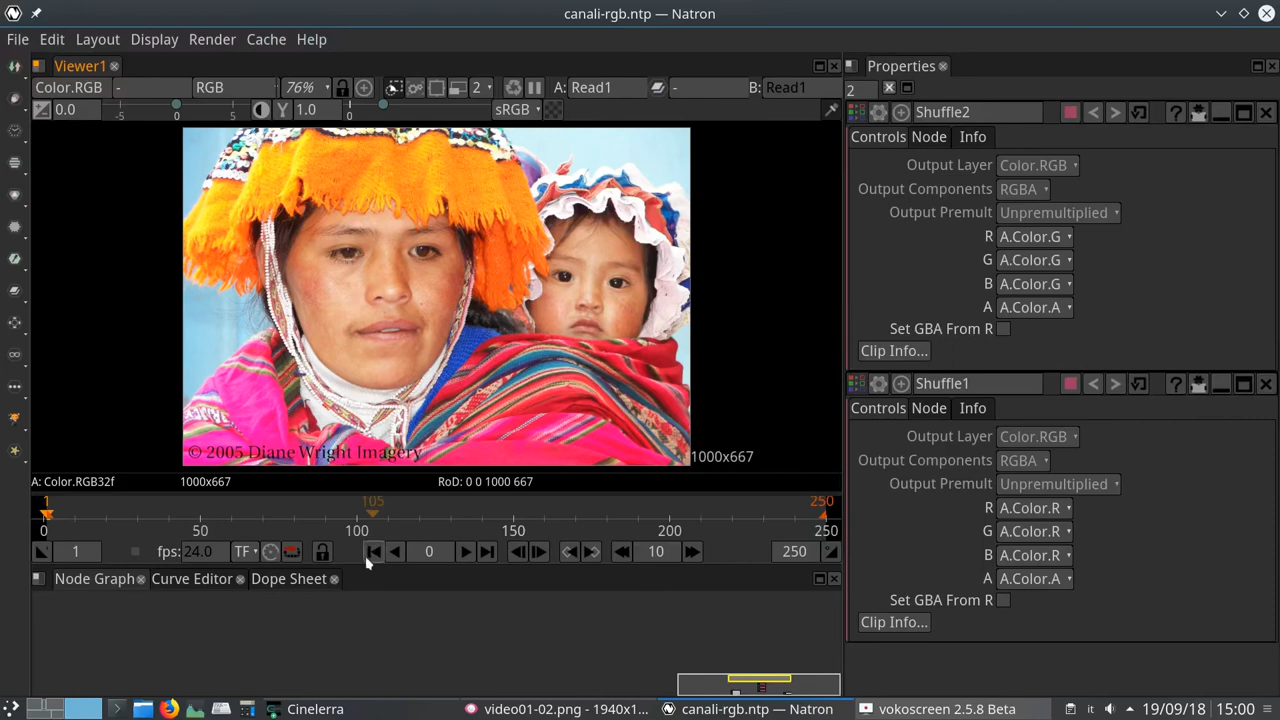 canali-rgb.ntp — Natron
File Edit Layout Display Render Cache Help
Viewer1
Properties
Color.RGB - RGB 76% 2 A: Read1 - B: Read1
2
0.0 -5 0 5 Y 1.0 0 sRGB
Shuffle2
Controls Node Info
Output Layer Color.RGB
Output Components RGBA
Output Premult Unpremultiplied
R A.Color.G
G A.Color.G
B A.Color.G
A A.Color.A
Set GBA From R
Clip Info...
Shuffle1
Controls Node Info
Output Layer Color.RGB
Output Components RGBA
Output Premult Unpremultiplied
R A.Color.R
G A.Color.R
B A.Color.R
A A.Color.A
Set GBA From R
Clip Info...
© 2005 Diane Wright Imagery
1000x667
A: Color.RGB32f 1000x667 RoD: 0 0 1000 667
1 105 250
0 50 100 150 200 250
1 fps: 24.0 TF 0 10 250
Node Graph Curve Editor Dope Sheet
Cinelerra video01-02.png - 1940x1... canali-rgb.ntp — Natron vokoscreen 2.5.8 Beta it 19/09/18 15:00